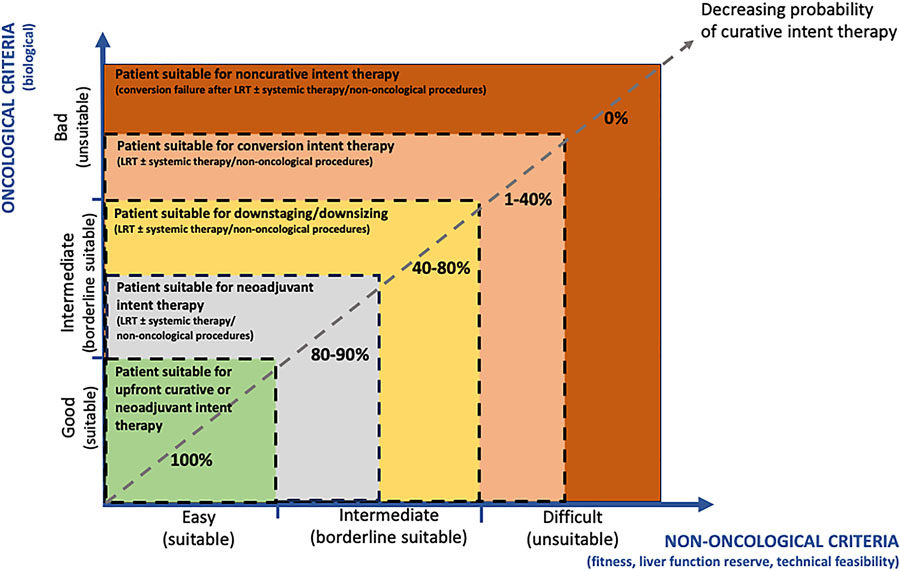 Decreasing probability
of curative intent therapy
ONCOLOGICAL CRITERIA
(biological)
Bad
(unsuitable)
Intermediate
(borderline suitable)
Good
(suitable)
Patient suitable for noncurative intent therapy
(conversion failure after LRT ± systemic therapy/non-oncological procedures)
0%
Patient suitable for conversion intent therapy
(LRT ± systemic therapy/non-oncological procedures)
1-40%
Patient suitable for downstaging/downsizing
(LRT ± systemic therapy/non-oncological procedures)
40-80%
Patient suitable for neoadjuvant
intent therapy
(LRT ± systemic therapy/
non-oncological procedures)
80-90%
Patient suitable for
upfront curative or
neoadjuvant intent
therapy
100%
Easy
(suitable)
Intermediate
(borderline suitable)
Difficult
(unsuitable)
NON-ONCOLOGICAL CRITERIA
(fitness, liver function reserve, technical feasibility)